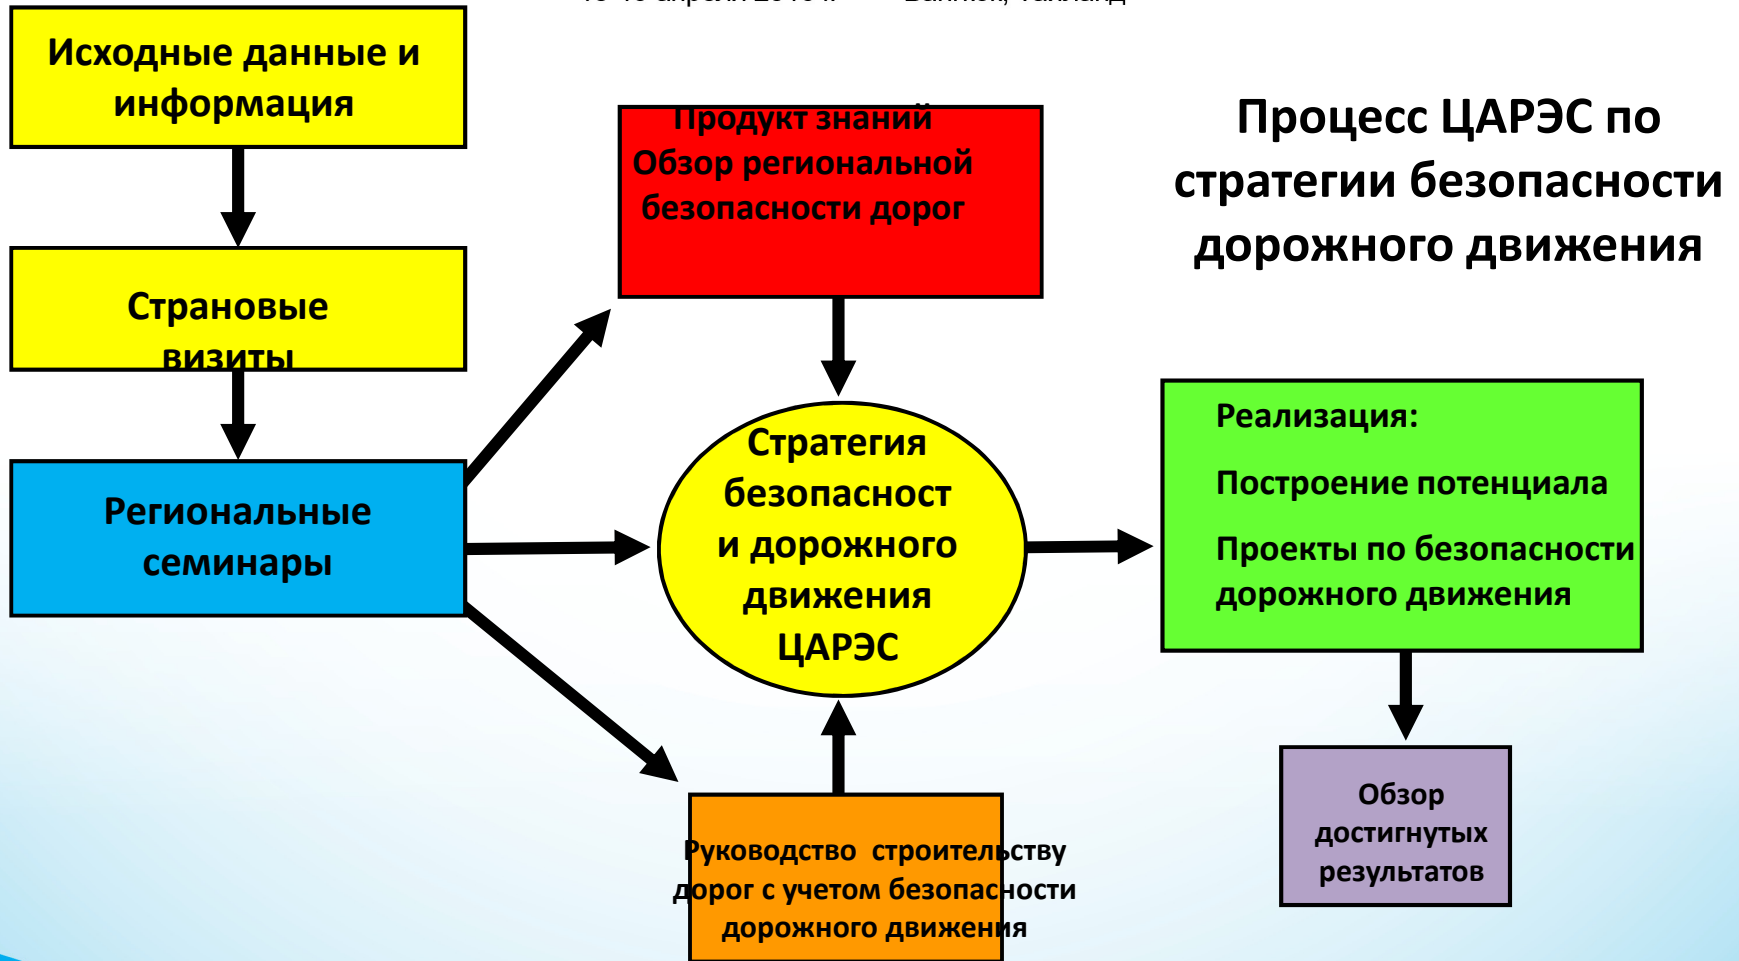 Исходные данные и
информация
Страновые
визиты
Региональные
семинары
Продукт знаний
Обзор региональной
безопасности дорог
Процесс ЦАРЭС по
стратегии безопасности
дорожного движения
Стратегия
безопасност
и дорожного
движения
ЦАРЭС
Реализация:
Построение потенциала
Проекты по безопасности
дорожного движения
Руководство строительству
дорог с учетом безопасности
дорожного движения
Обзор
достигнутых
результатов